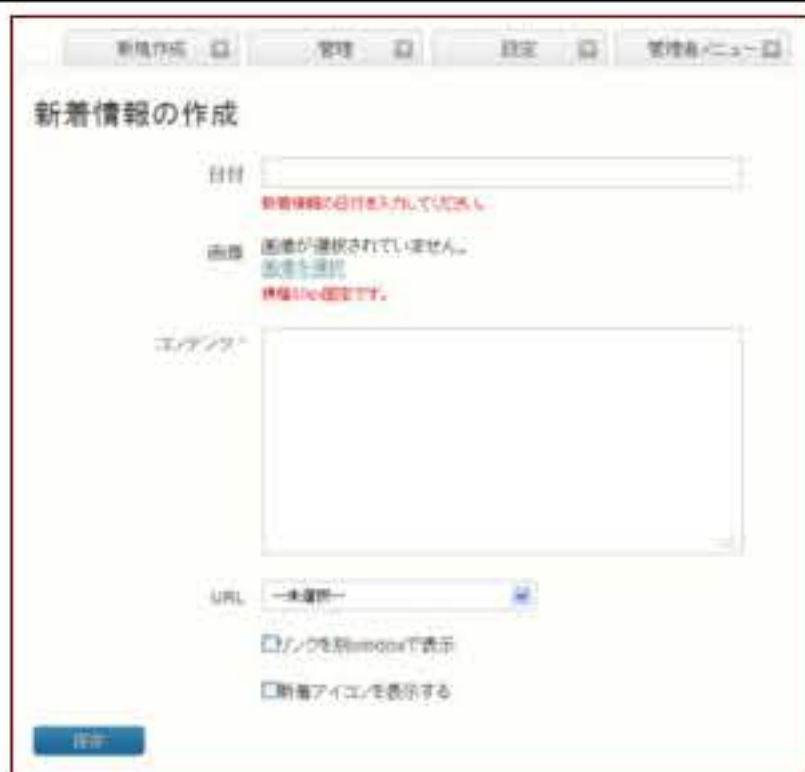 新規作成 管理 設定 管理者メニュー
新着情報の作成
日付
新着情報の日付を入力してください。
画像 画像が選択されていません。
画像を選択
コンテンツ *
URL --未選択--
リンクを別windowで表示
新着アイコンを表示する
保存